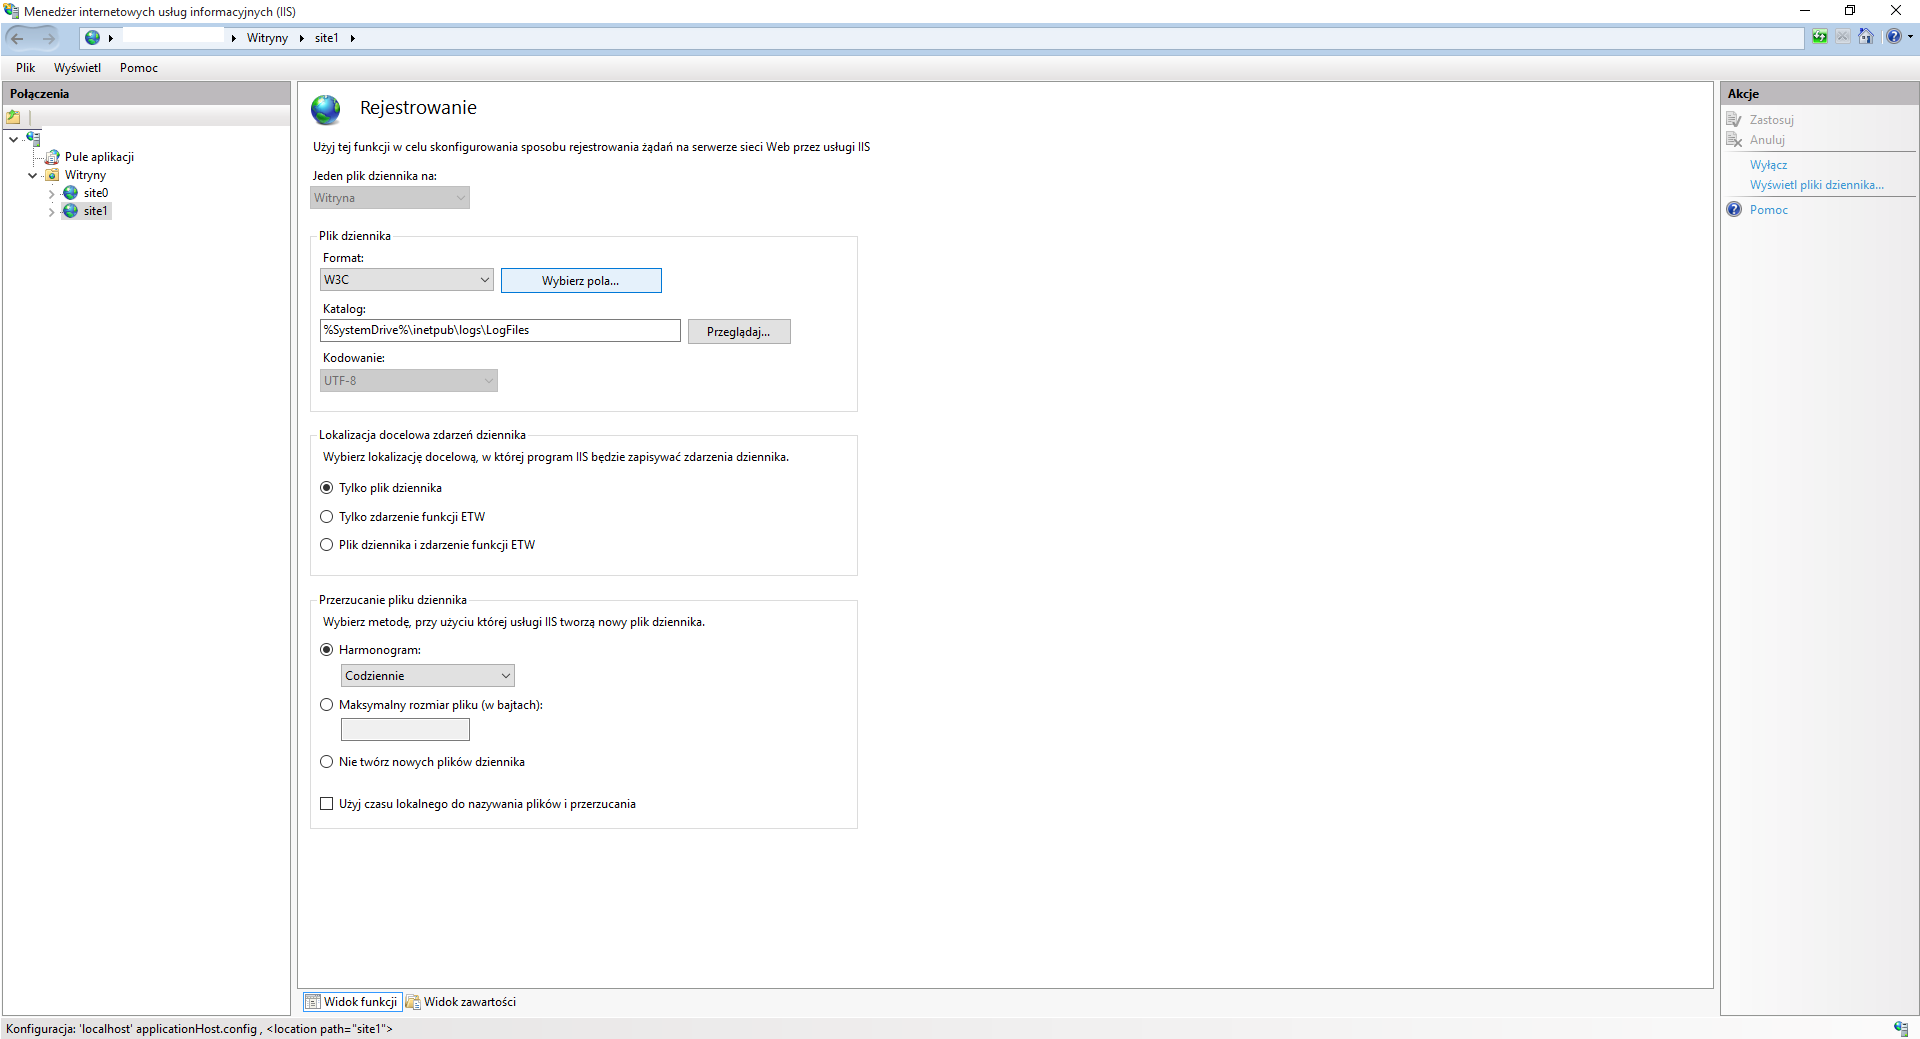 Menedżer internetowych usług informacyjnych (IIS)
Witryny
site1
Plik Wyświetl Pomoc
Połączenia
Pule aplikacji
Witryny
site0
site1
Rejestrowanie
Użyj tej funkcji w celu skonfigurowania sposobu rejestrowania żądań na serwerze sieci Web przez usługi IIS
Jeden plik dziennika na:
Witryna
Plik dziennika
Format:
W3C
Wybierz pola...
Katalog:
%SystemDrive%\inetpub\logs\LogFiles
Przeglądaj...
Kodowanie:
UTF-8
Lokalizacja docelowa zdarzeń dziennika
Wybierz lokalizację docelową, w której program IIS będzie zapisywać zdarzenia dziennika.
Tylko plik dziennika
Tylko zdarzenie funkcji ETW
Plik dziennika i zdarzenie funkcji ETW
Przerzucanie pliku dziennika
Wybierz metodę, przy użyciu której usługi IIS tworzą nowy plik dziennika.
Harmonogram:
Codziennie
Maksymalny rozmiar pliku (w bajtach):
Nie twórz nowych plików dziennika
Użyj czasu lokalnego do nazywania plików i przerzucania
Widok funkcji
Widok zawartości
Akcje
Zastosuj
Anuluj
Wyłącz
Wyświetl pliki dziennika...
Pomoc
Konfiguracja: 'localhost' applicationHost.config , <location path="site1">